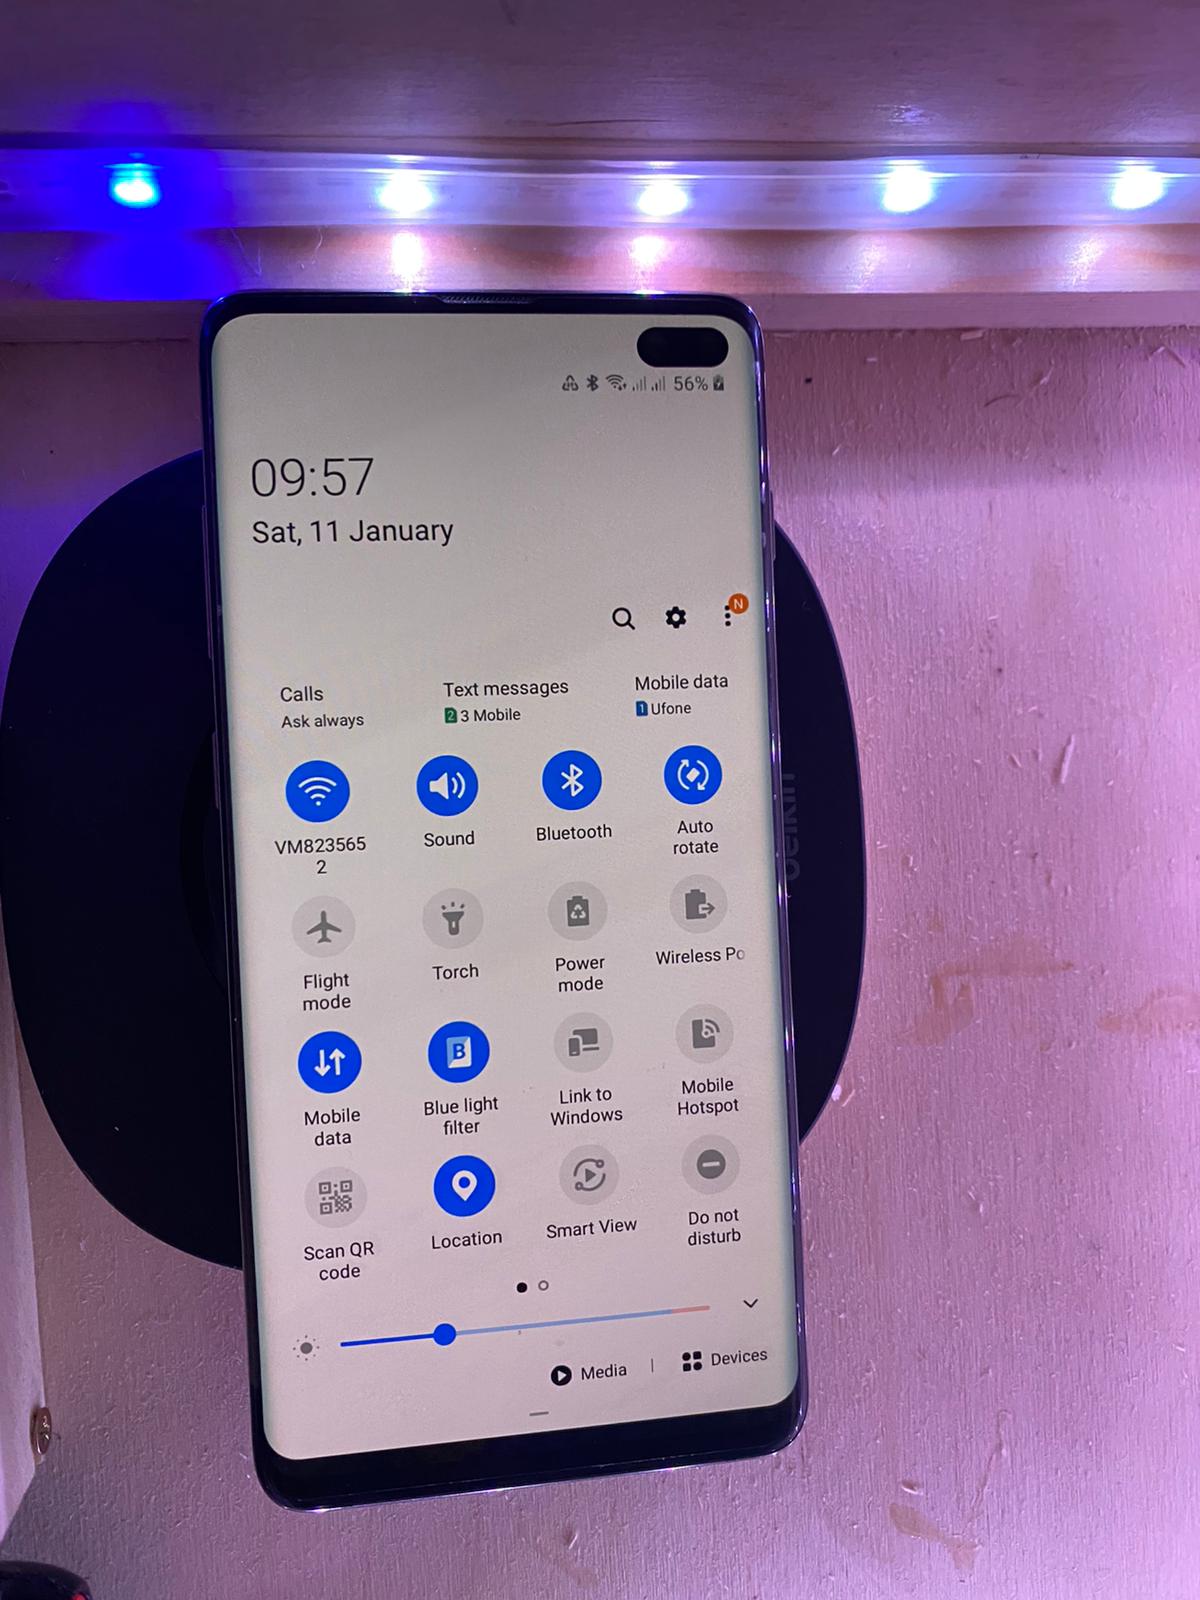 56%
09:57
Sat, 11 January
N
Calls
Ask always
Text messages
2 3 Mobile
Mobile data
1 Ufone
VM823565
2
Sound
Bluetooth
Auto
rotate
Flight
mode
Torch
Power
mode
Wireless Po
Mobile
data
B
Blue light
filter
Link to
Windows
Mobile
Hotspot
Scan QR
code
Location
Smart View
Do not
disturb
Media
Devices
belkin